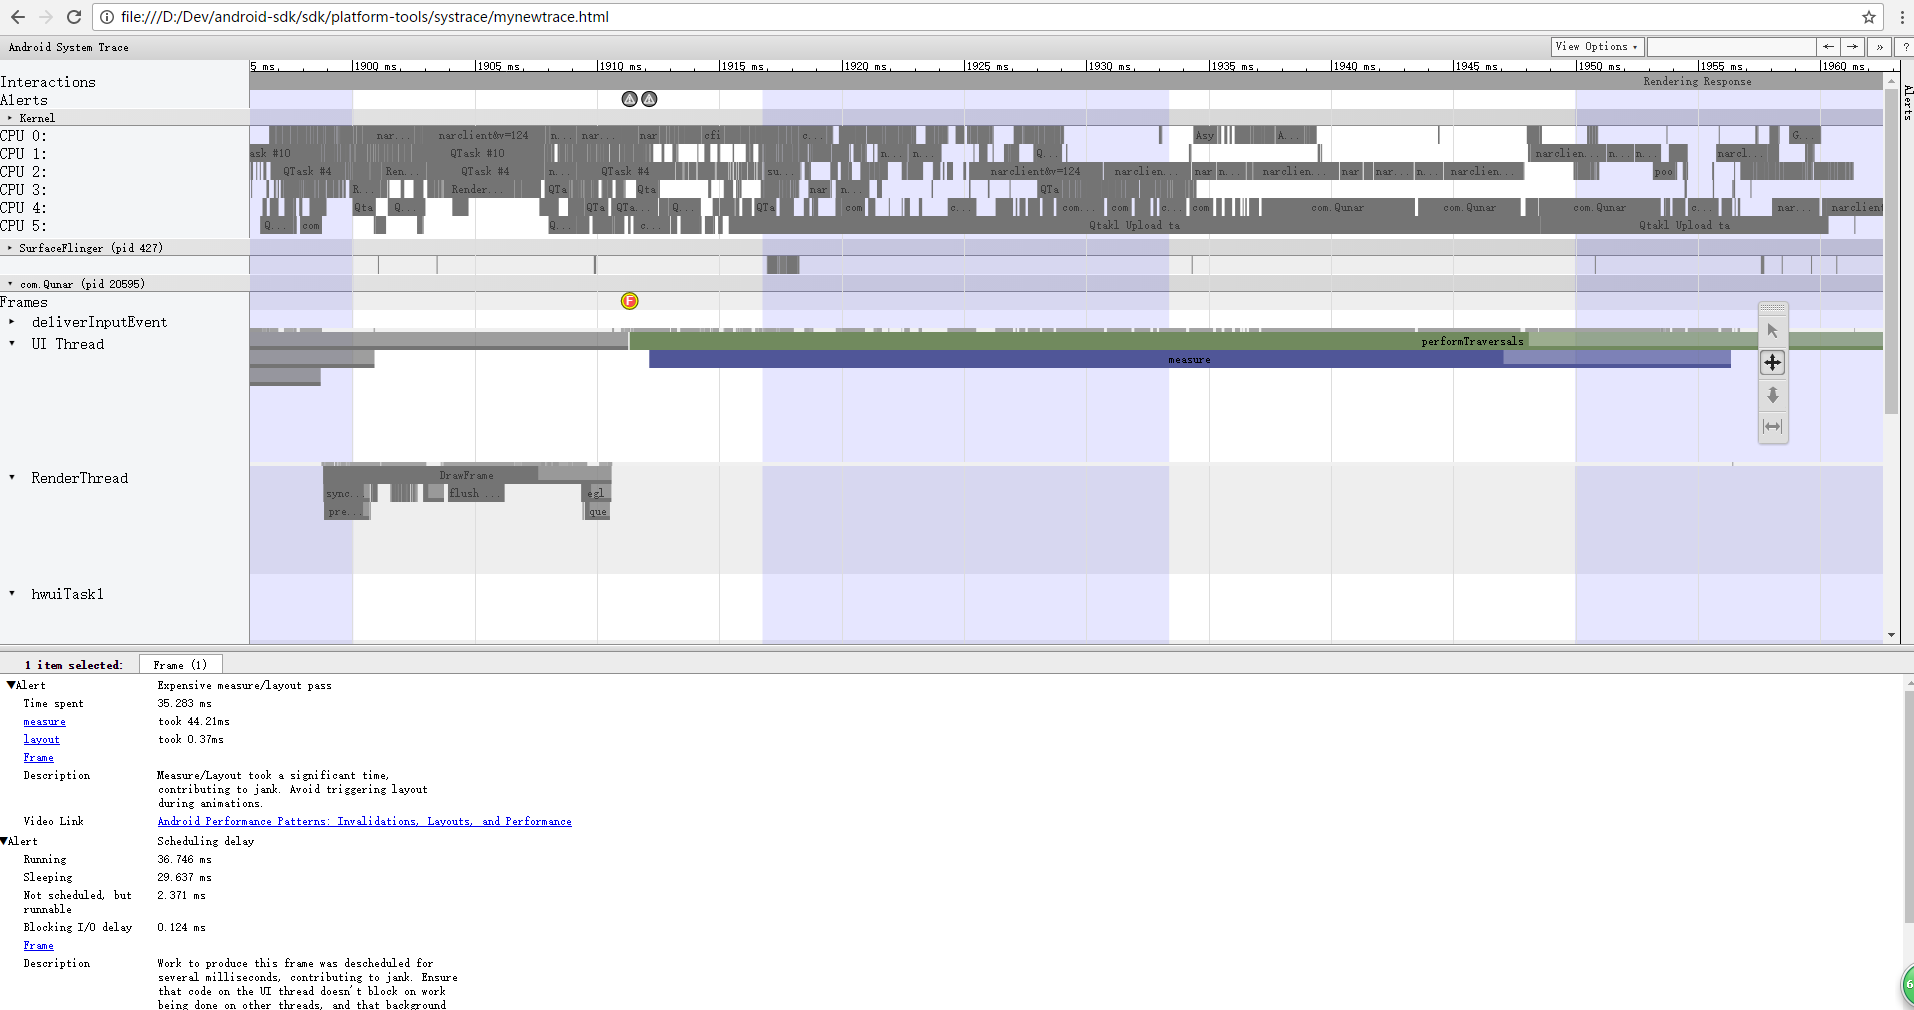 file:///D:/Dev/android-sdk/sdk/platform-tools/systrace/mynewtrace.html
Android System Trace
View Options ▾
← → » ?
5 ms 1900 ms 1905 ms 1910 ms 1915 ms 1920 ms 1925 ms 1930 ms 1935 ms 1940 ms 1945 ms 1950 ms 1955 ms 1960 ms
Interactions Rendering Response
Alerts
Alerts
Kernel
CPU 0: nar... narclient&v=124 n... nar... nar cfi c... Asy A... G...
CPU 1: ask #10 QTask #10 n... n... Q... narclien... n... n... narcl...
CPU 2: QTask #4 Ren... QTask #4 n... QTask #4 su... narclient&v=124 narclien... nar n... narclien... nar nar... n... narclien... poo
CPU 3: R... Render... QTa Qta nar n... QTa
CPU 4: Qta Q... QTa QTa... Q... QTa com c... com... com c... com com.Qunar com.Qunar com.Qunar c... nar... narclient
CPU 5: Q... com Q... c... Qtakl Upload ta Qtakl Upload ta
SurfaceFlinger (pid 427)
com.Qunar (pid 20595)
Frames F
deliverInputEvent
UI Thread performTraversals
measure
RenderThread DrawFrame
sync... flush ... egl
pre... que
hwuiTask1
1 item selected: Frame (1)
Alert Expensive measure/layout pass
Time spent 35.283 ms
measure took 44.21ms
layout took 0.37ms
Frame
Description Measure/Layout took a significant time,
contributing to jank. Avoid triggering layout
during animations.
Video Link Android Performance Patterns: Invalidations, Layouts, and Performance
Alert Scheduling delay
Running 36.746 ms
Sleeping 29.637 ms
Not scheduled, but 2.371 ms
runnable
Blocking I/O delay 0.124 ms
Frame
Description Work to produce this frame was descheduled for
several milliseconds, contributing to jank. Ensure
that code on the UI thread doesn't block on work
being done on other threads, and that background
6